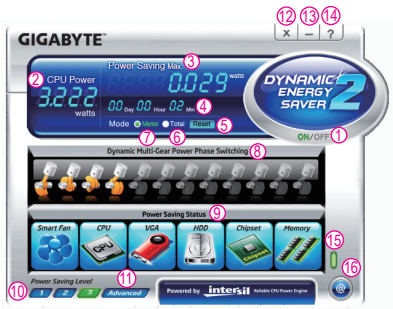 12 13 14
X – ?
GIGABYTE™
Power Saving Max. 3
2 CPU Power
0.029 watts
3.222
watts
00 Day 00 Hour 02 Min 4
Mode Meter Total Reset 5
7 6
DYNAMIC
ENERGY
SAVER 2
ON/OFF 1
Dynamic Multi-Gear Power Phase Switching 8
Power Saving Status 9
Smart Fan CPU VGA HDD Chipset Memory
CPU Chipset
15
16
@
Power Saving Level 11
10 1 2 3 Advanced
Powered by intersil Reliable CPU Power Engine